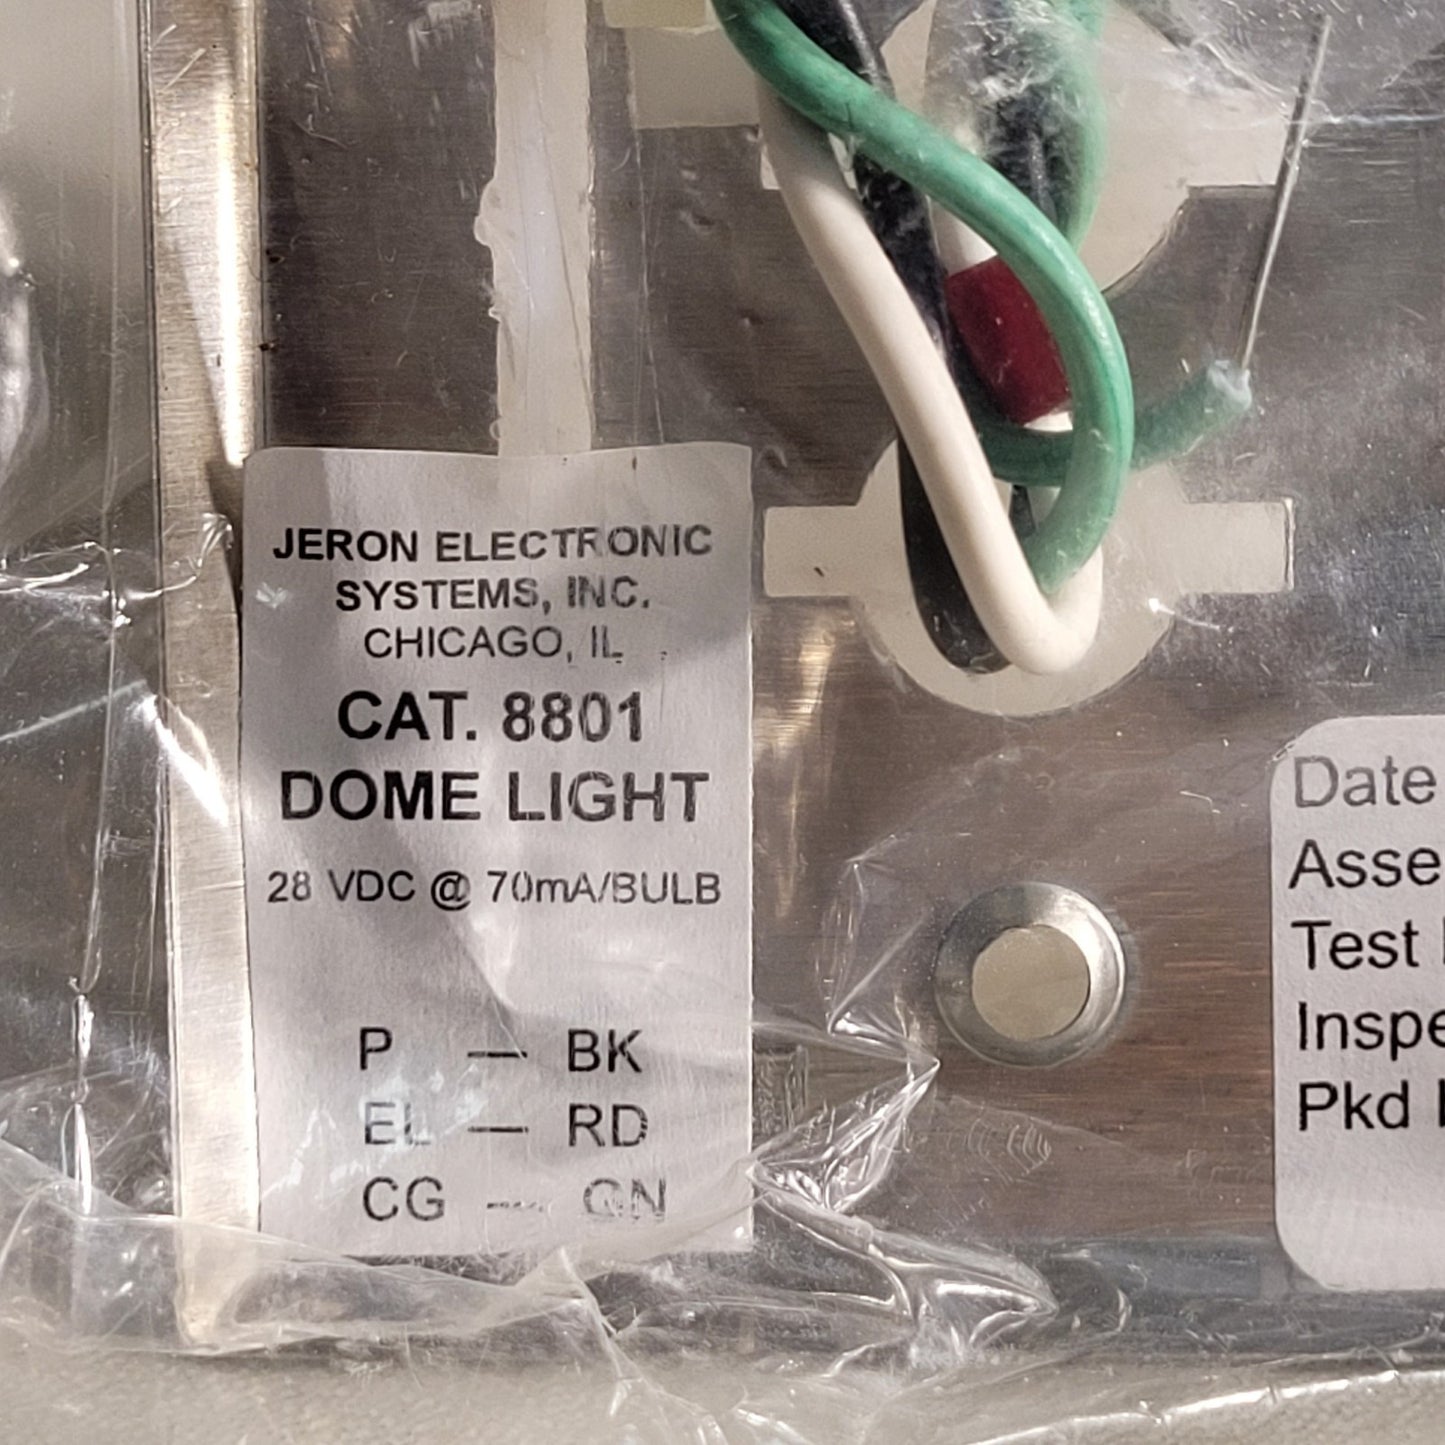 JERON ELECTRONIC
SYSTEMS, INC.
CHICAGO, IL
CAT. 8801
DOME LIGHT
28 VDC @ 70mA/BULB
P — BK
EL — RD
CG — GN
Date
Asse
Test
Inspe
Pkd